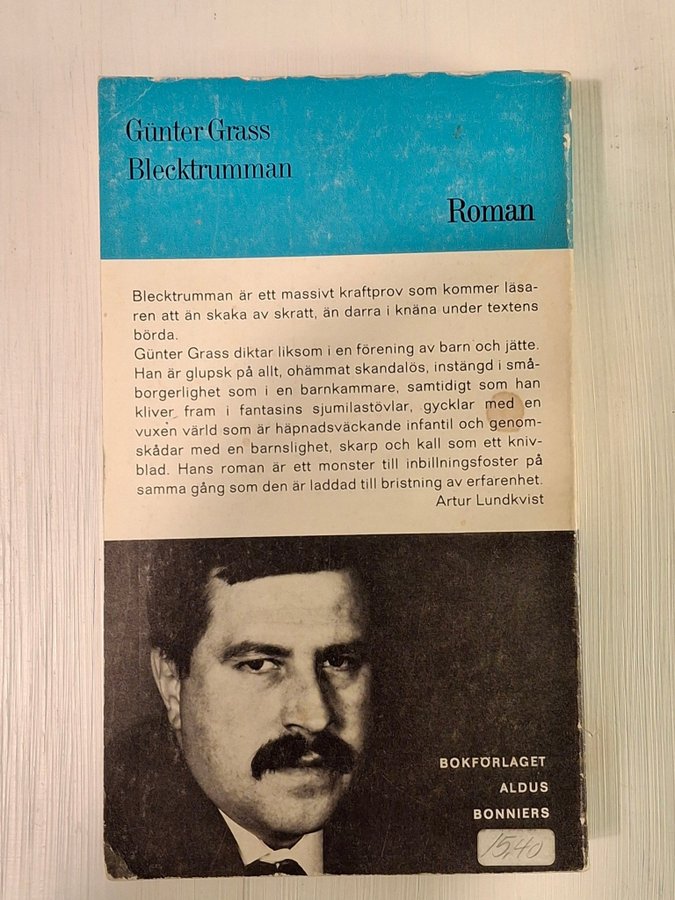 Günter Grass
Blecktrumman
Roman
Blecktrumman är ett massivt kraftprov som kommer läsa-
ren att än skaka av skratt, än darra i knäna under textens
börda.
Günter Grass diktar liksom i en förening av barn och jätte.
Han är glupsk på allt, ohämmat skandalös, instängd i små-
borgerlighet som i en barnkammare, samtidigt som han
kliver fram i fantasins sjumilastövlar, gycklar med en
vuxen värld som är häpnadsväckande infantil och genom-
skådar med en barnslighet, skarp och kall som ett kniv-
blad. Hans roman är ett monster till inbillningsfoster på
samma gång som den är laddad till bristning av erfarenhet.
Artur Lundkvist
BOKFÖRLAGET
ALDUS
BONNIERS
15,40